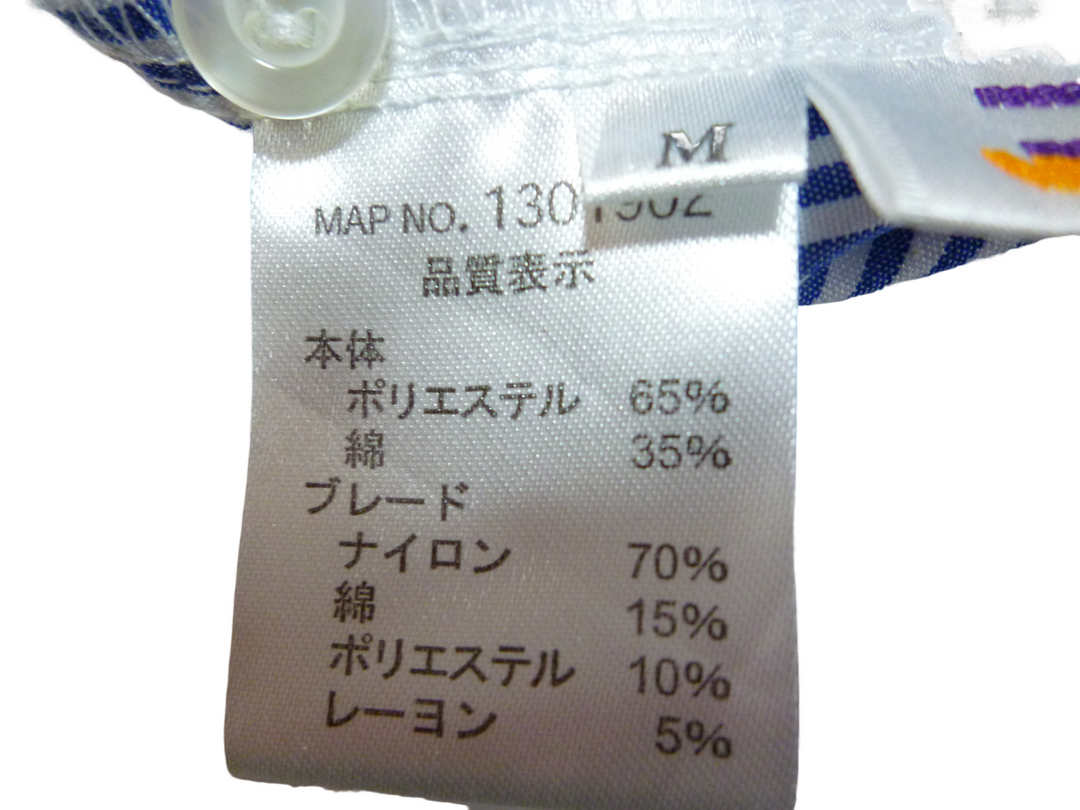 M
MAP NO. 1301902
品質表示
本体
ポリエステル 65%
綿 35%
ブレード
ナイロン 70%
綿 15%
ポリエステル 10%
レーヨン 5%